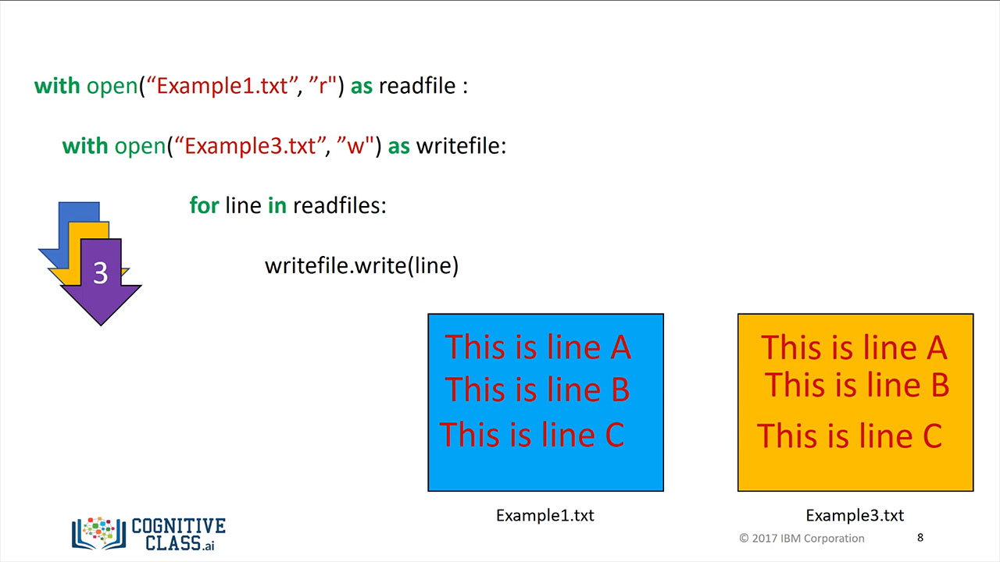 with open(“Example1.txt”, ”r") as readfile :
with open(“Example3.txt”, ”w") as writefile:
for line in readfiles:
3
writefile.write(line)
This is line A
This is line B
This is line C
Example1.txt
This is line A
This is line B
This is line C
Example3.txt
COGNITIVE
CLASS.ai
© 2017 IBM Corporation
8